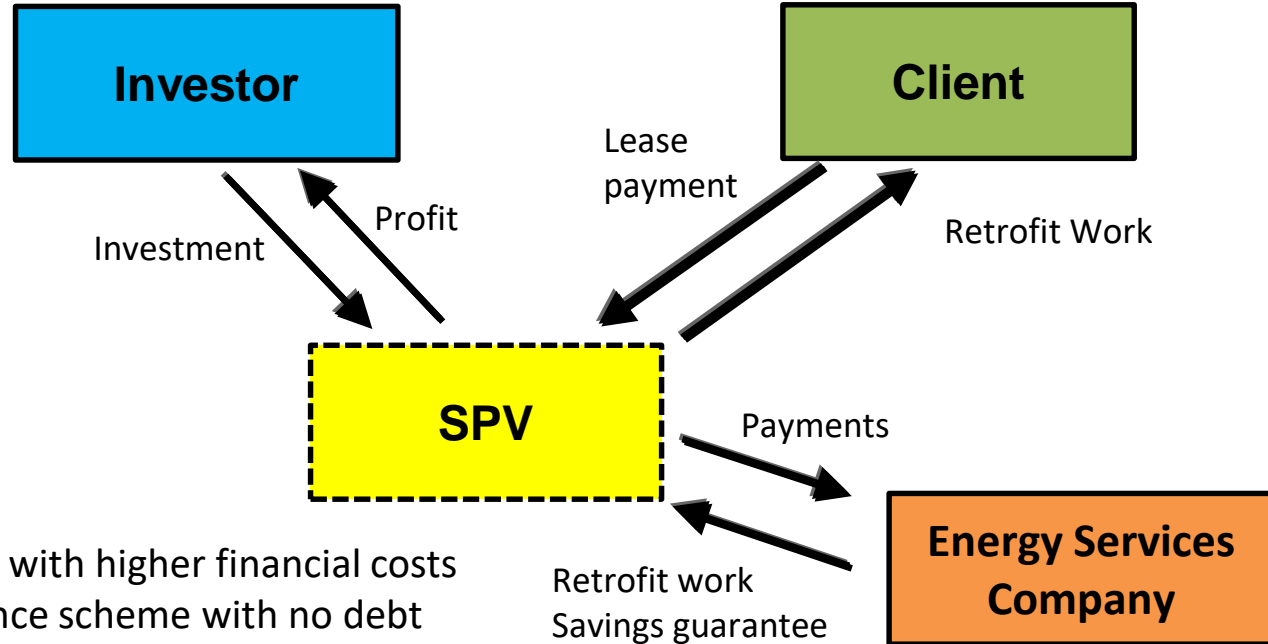 Investor
Client
Lease
payment
Profit
Investment
Retrofit Work
SPV
Payments
Energy Services
Company
with higher financial costs
nce scheme with no debt
Retrofit work
Savings guarantee